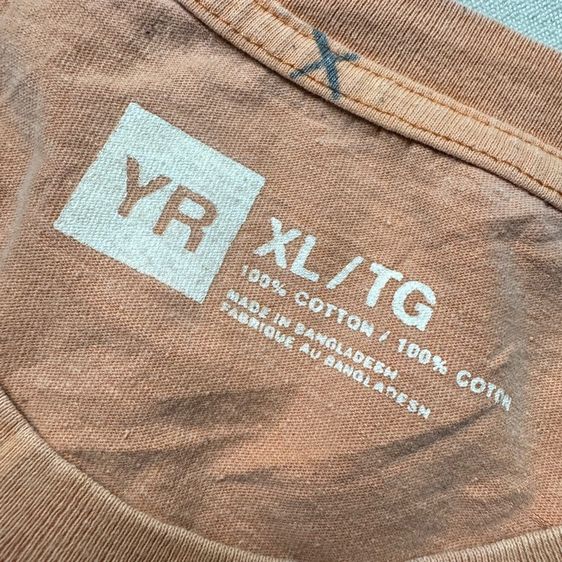 X
YR
XL/TG
100% COTTON / 100% COTON
MADE IN BANGLADESH
FABRIQUE AU BANGLADESH